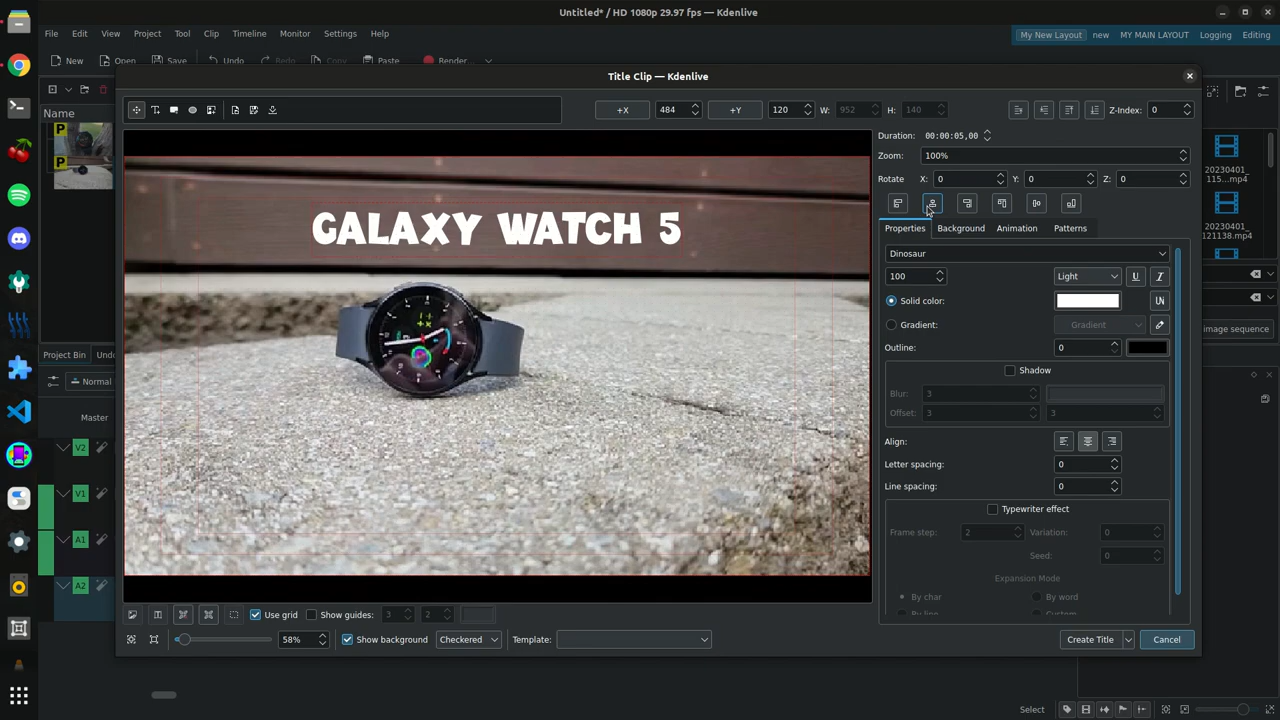 Untitled* / HD 1080p 29.97 fps — Kdenlive
File Edit View Project Tool Clip Timeline Monitor Settings Help
My New Layout new MY MAIN LAYOUT Logging Editing
New Open Save Undo Redo Copy Paste Render...
Title Clip — Kdenlive
Name
P
P
+X 484 +Y 120 W: 952 H: 140 Z-Index: 0
Duration: 00:00:05,00
Zoom: 100%
Rotate X: 0 Y: 0 Z: 0
Properties Background Animation Patterns
Dinosaur
100 Light U I
Solid color:
Gradient: Gradient
Outline: 0
Shadow
Blur: 3
Offset: 3 3
Align:
Letter spacing: 0
Line spacing: 0
Typewriter effect
Frame step: 2 Variation: 0
Seed: 0
Expansion Mode
By char By word
By line Custom
GALAXY WATCH 5
20230401_
115...mp4
20230401_
121138.mp4
image sequence
Project Bin Undo
Normal
Master
V2
V1
A1
A2
Use grid Show guides: 3 2
58% Show background Checkered Template:
Create Title Cancel
Select